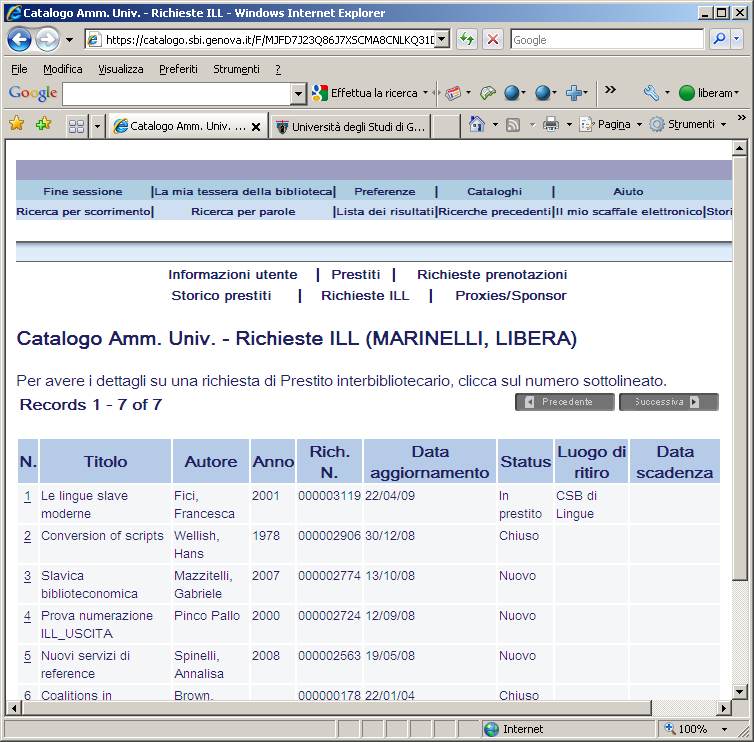 Catalogo Amm. Univ. - Richieste ILL - Windows Internet Explorer
https://catalogo.sbi.genova.it/F/MJFD7J23Q86J7XSCMA8CNLKQ31 Google
File Modifica Visualizza Preferiti Strumenti ?
Google Effettua la ricerca » liberam
Catalogo Amm. Univ. ... Università degli Studi di G... Pagina Strumenti »
Fine sessione | La mia tessera della biblioteca | Preferenze | Cataloghi | Aiuto
Ricerca per scorrimento | Ricerca per parole | Lista dei risultati | Ricerche precedenti | Il mio scaffale elettronico | Stori
Informazioni utente | Prestiti | Richieste prenotazioni
Storico prestiti | Richieste ILL | Proxies/Sponsor
Catalogo Amm. Univ. - Richieste ILL (MARINELLI, LIBERA)
Per avere i dettagli su una richiesta di Prestito interbibliotecario, clicca sul numero sottolineato.
Records 1 - 7 of 7 Precedente Successiva
N. Titolo Autore Anno Rich. N. Data aggiornamento Status Luogo di ritiro Data scadenza
1 Le lingue slave moderne Fici, Francesca 2001 000003119 22/04/09 In prestito CSB di Lingue
2 Conversion of scripts Wellish, Hans 1978 000002906 30/12/08 Chiuso
3 Slavica biblioteconomica Mazzitelli, Gabriele 2007 000002774 13/10/08 Nuovo
4 Prova numerazione ILL_USCITA Pinco Pallo 2000 000002724 12/09/08 Nuovo
5 Nuovi servizi di reference Spinelli, Annalisa 2008 000002563 19/05/08 Nuovo
6 Coalitions in Brown, 000000178 22/01/04 Chiuso
Internet 100%